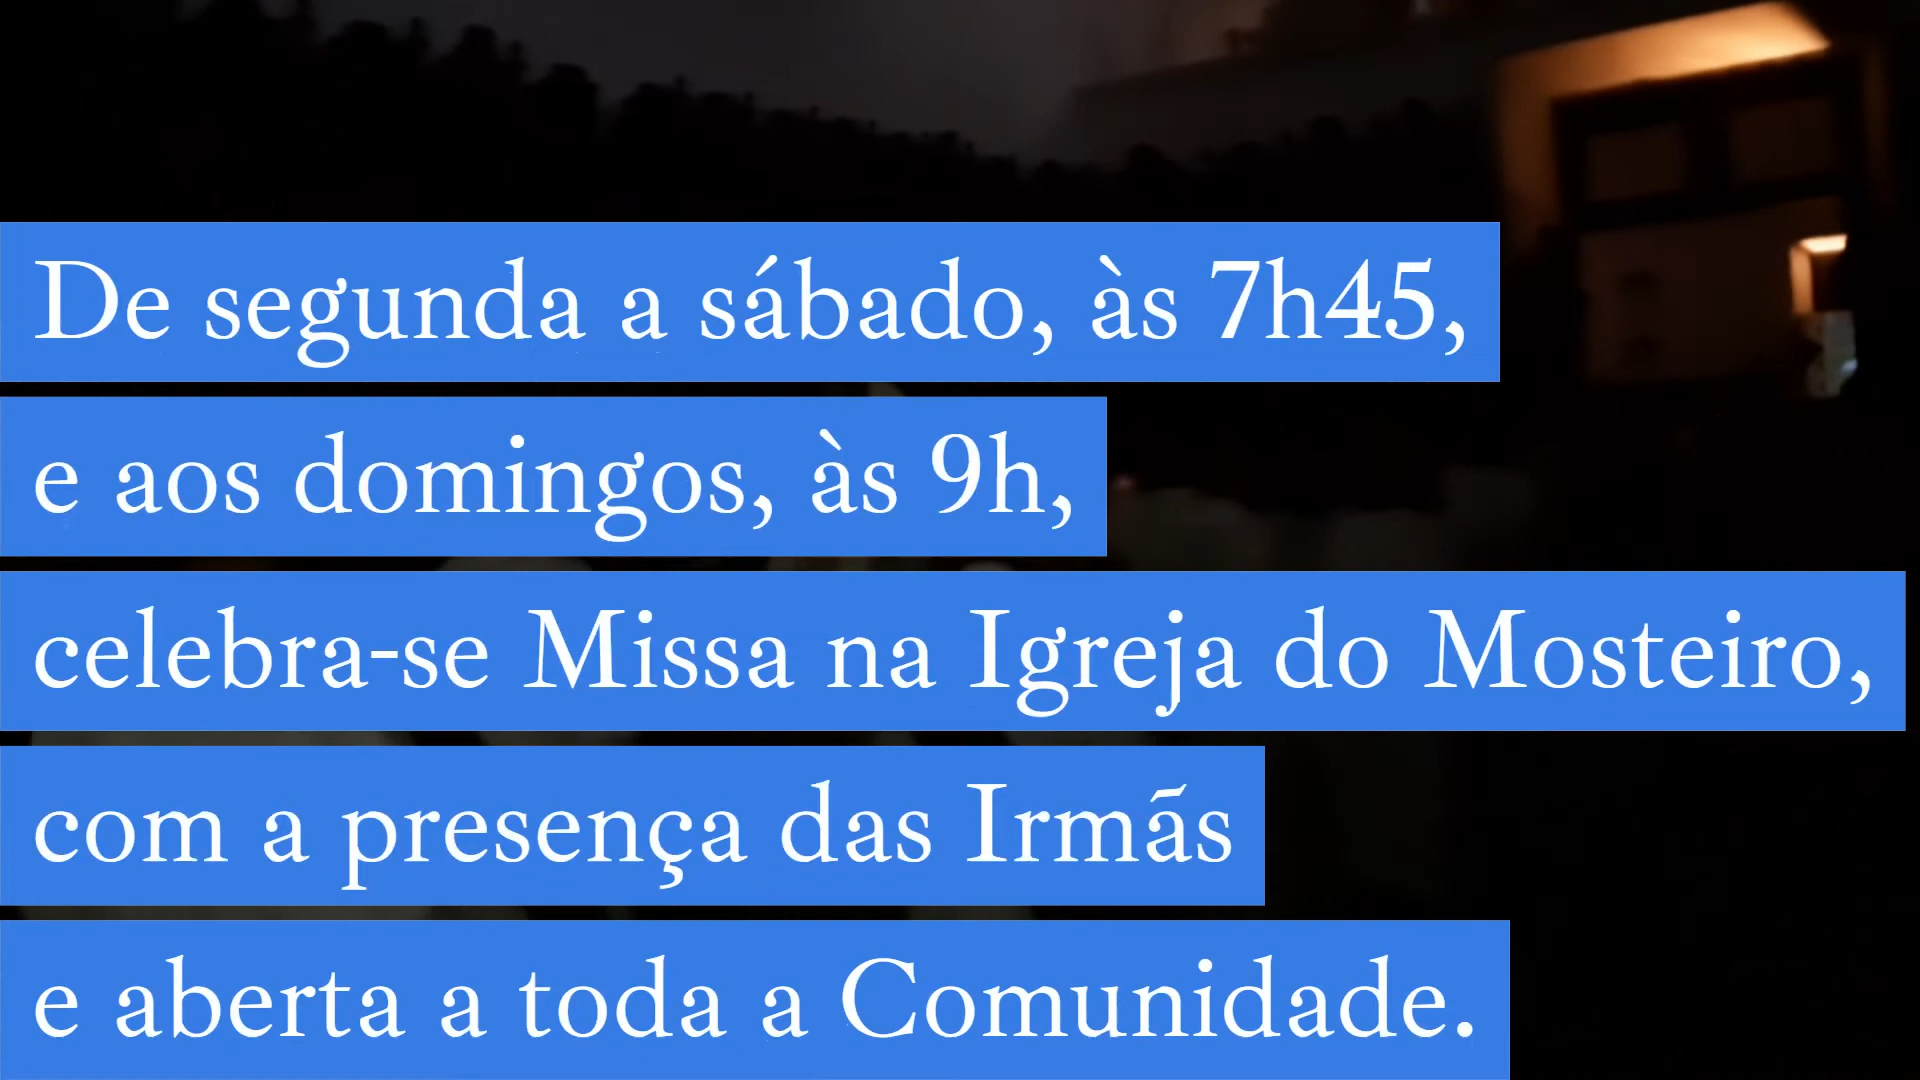 De segunda a sábado, às 7h45,
e aos domingos, às 9h,
celebra-se Missa na Igreja do Mosteiro,
com a presença das Irmãs
e aberta a toda a Comunidade.